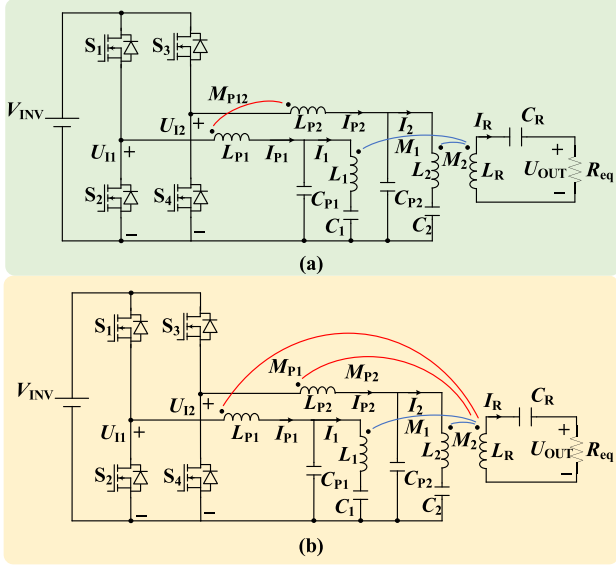 S1 S3
VINV
MP12
UI2 + LP2 IP2 I2 IR CR
UI1 + LP1 IP1 I1 M1 M2 +
L1 L2 LR UOUT Req
S2 S4 CP1 CP2 −
C1 C2
− −
(a)
S1 S3
VINV
MP1 MP2
UI2 + LP2 IP2 I2 IR CR
UI1 + LP1 IP1 I1 M1 M2 +
L1 L2 LR UOUT Req
S2 S4 CP1 CP2 −
C1 C2
− −
(b)